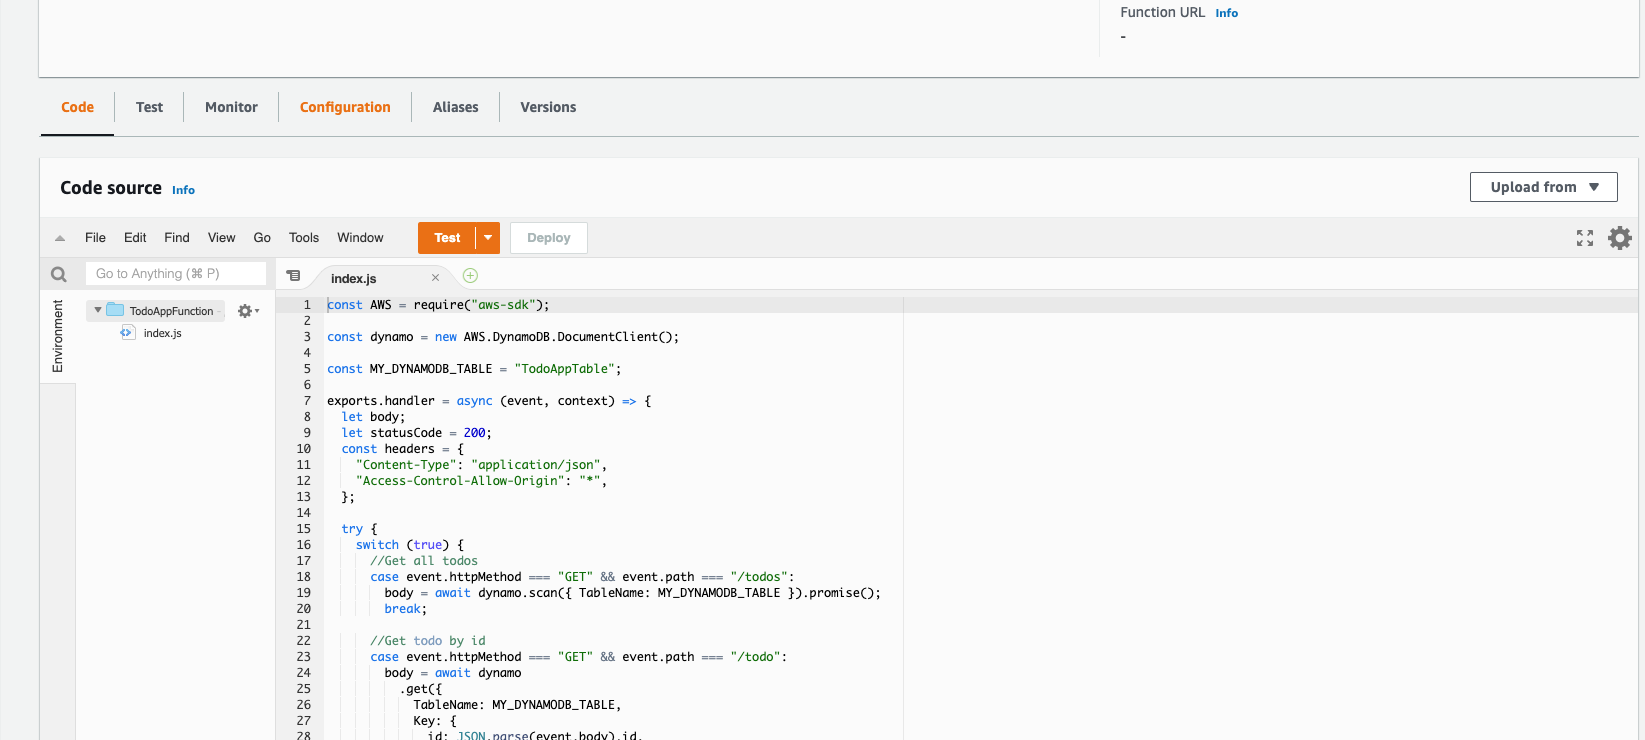 Function URL Info
-
Code Test Monitor Configuration Aliases Versions
Code source Info
Upload from
File Edit Find View Go Tools Window Test Deploy
Go to Anything (⌘ P)
index.js
Environment
TodoAppFunction
index.js
1 const AWS = require("aws-sdk");
2
3 const dynamo = new AWS.DynamoDB.DocumentClient();
4
5 const MY_DYNAMODB_TABLE = "TodoAppTable";
6
7 exports.handler = async (event, context) => {
8 let body;
9 let statusCode = 200;
10 const headers = {
11 "Content-Type": "application/json",
12 "Access-Control-Allow-Origin": "*",
13 };
14
15 try {
16 switch (true) {
17 //Get all todos
18 case event.httpMethod === "GET" && event.path === "/todos":
19 body = await dynamo.scan({ TableName: MY_DYNAMODB_TABLE }).promise();
20 break;
21
22 //Get todo by id
23 case event.httpMethod === "GET" && event.path === "/todo":
24 body = await dynamo
25 .get({
26 TableName: MY_DYNAMODB_TABLE,
27 Key: {
28 id: JSON.parse(event.body).id,